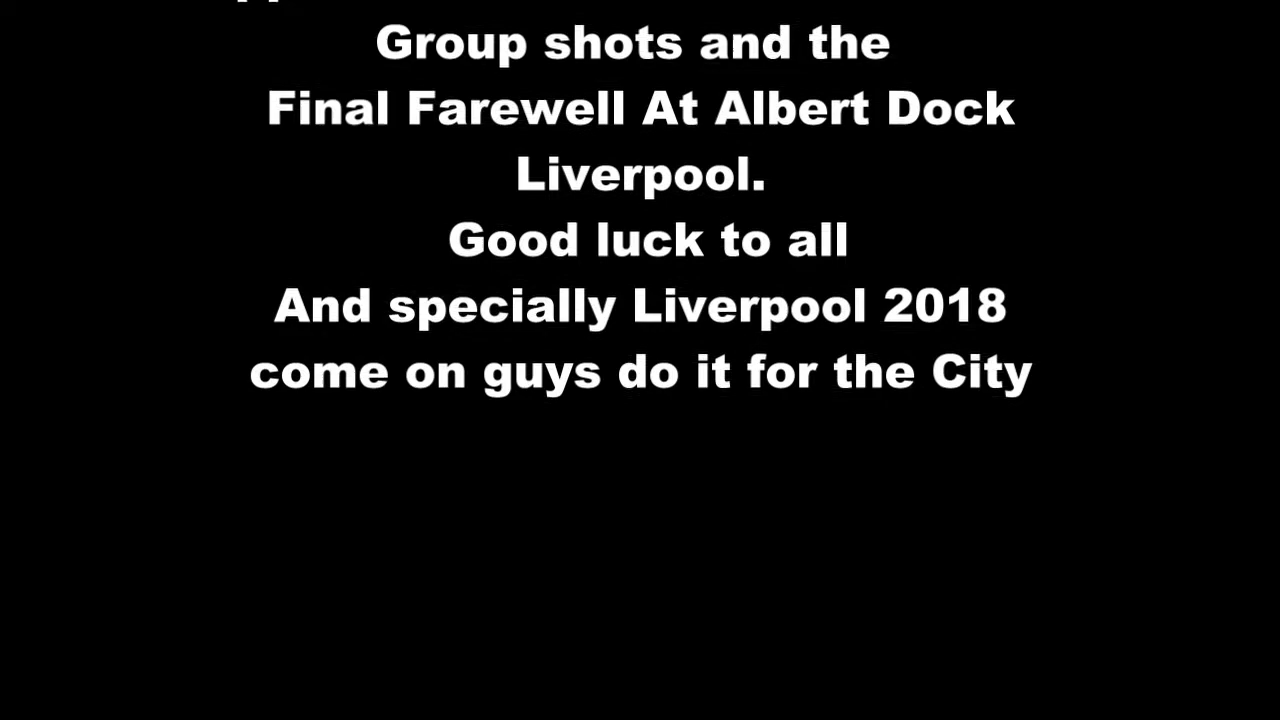 Group shots and the
Final Farewell At Albert Dock
Liverpool.
Good luck to all
And specially Liverpool 2018
come on guys do it for the City